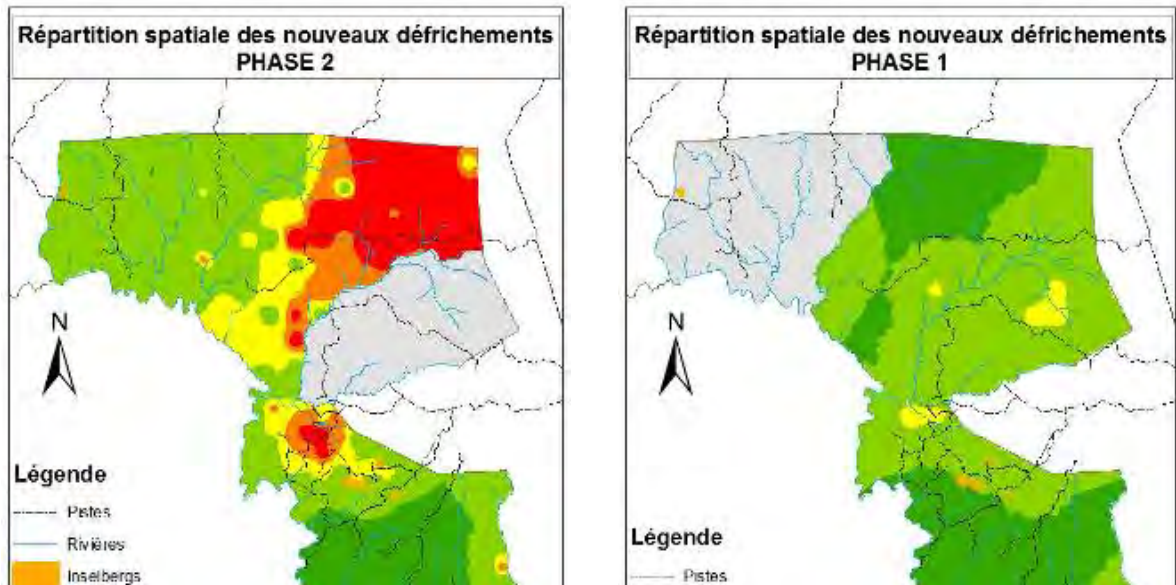 Répartition spatiale des nouveaux défrichements
PHASE 2
N
Légende
Pistes
Rivières
Inselbergs
Répartition spatiale des nouveaux défrichements
PHASE 1
N
Légende
Pistes